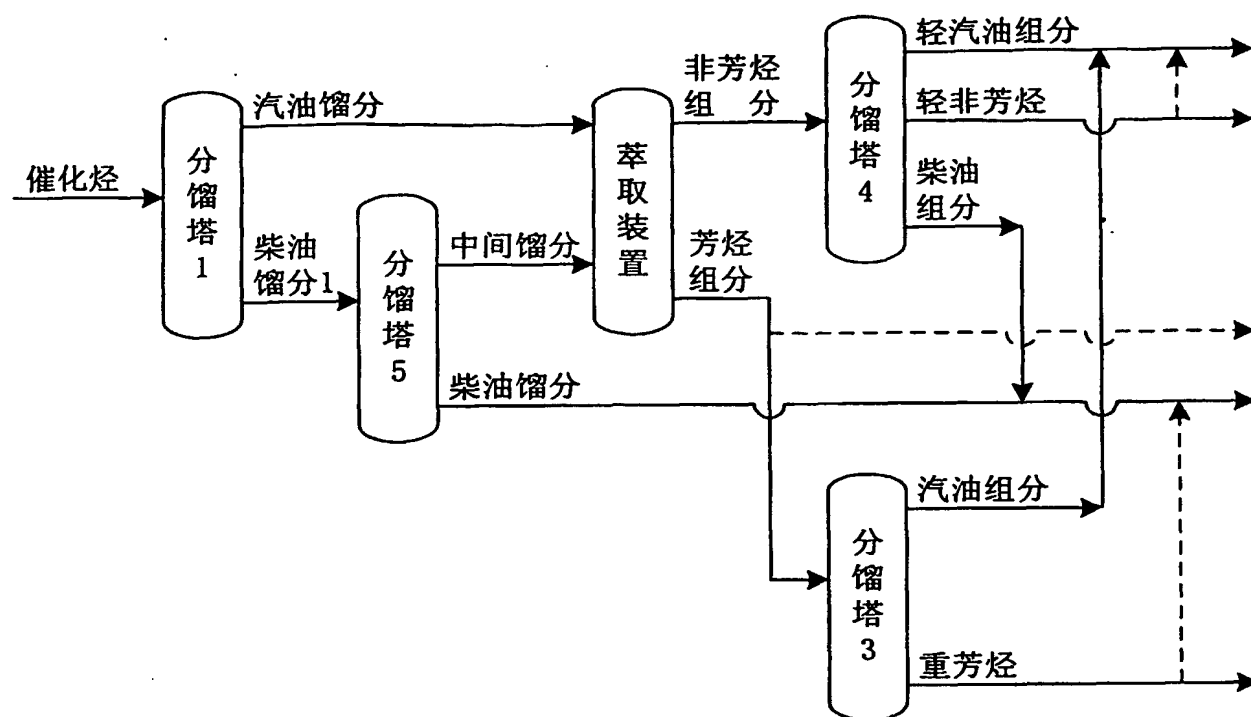 催化烃
分馏塔1
汽油馏分
柴油
馏分1
分馏塔5
中间馏分
柴油馏分
萃取装置
非芳烃
组 分
芳烃
组分
分馏塔4
轻汽油组分
轻非芳烃
柴油
组分
分馏塔3
汽油组分
重芳烃